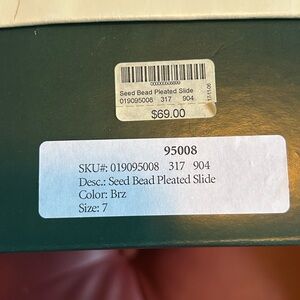 Seed Bead Pleated Slide
019095008 317 904
$69.00
95008
SKU#: 019095008 317 904
Desc.: Seed Bead Pleated Slide
Color: Brz
Size: 7